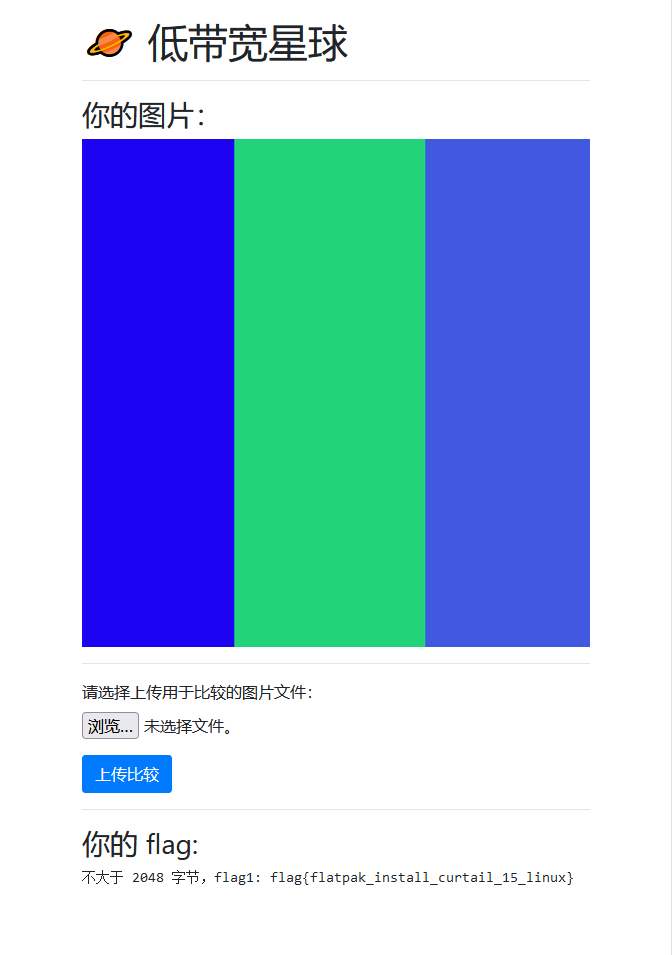 低带宽星球
你的图片：
请选择上传用于比较的图片文件：
浏览... 未选择文件。
上传比较
你的 flag:
不大于 2048 字节，flag1: flag{flatpak_install_curtail_15_linux}